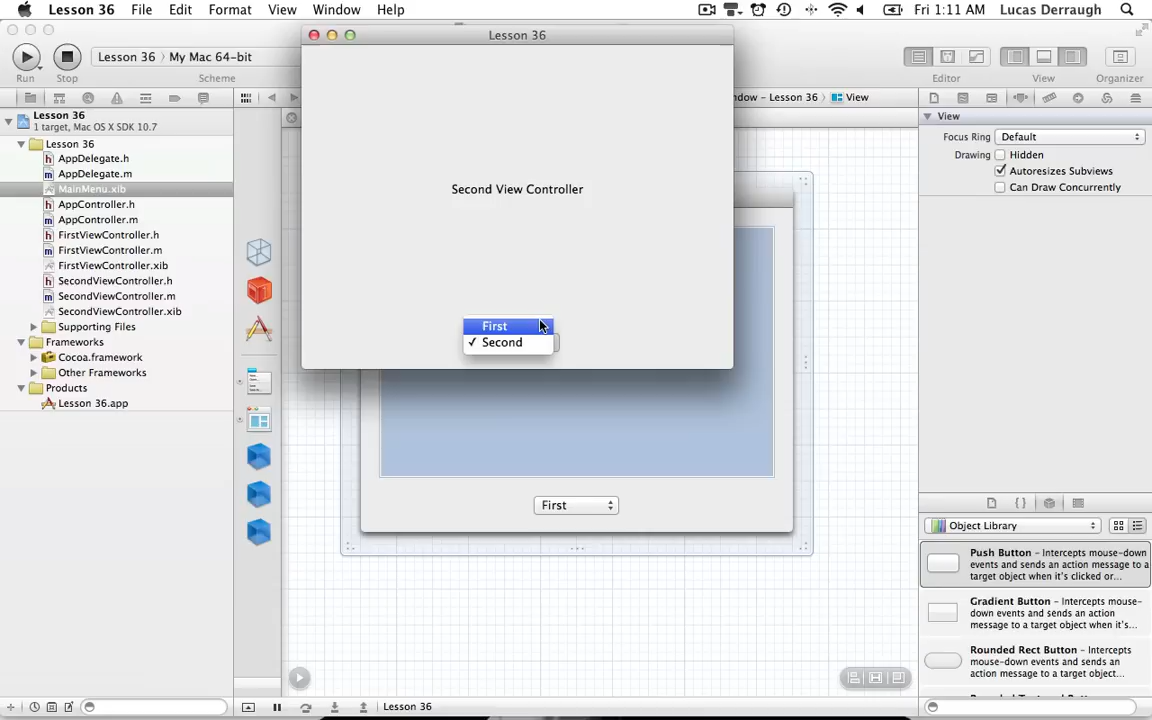 Lesson 36 File Edit Format View Window Help Fri 1:11 AM Lucas Derraugh
Lesson 36
Lesson 36 〉 My Mac 64-bit
Run Stop Scheme Editor View Organizer
ndow – Lesson 36 〉 View
Lesson 36
1 target, Mac OS X SDK 10.7
Lesson 36
h AppDelegate.h
m AppDelegate.m
MainMenu.xib
h AppController.h
m AppController.m
h FirstViewController.h
m FirstViewController.m
FirstViewController.xib
h SecondViewController.h
m SecondViewController.m
SecondViewController.xib
Supporting Files
Frameworks
Cocoa.framework
Other Frameworks
Products
Lesson 36.app
Second View Controller
First
✓ Second
First
View
Focus Ring Default
Drawing Hidden
Autoresizes Subviews
Can Draw Concurrently
{}
Object Library
Push Button – Intercepts mouse-down
events and sends an action message to a
target object when it's clicked or...
Gradient Button – Intercepts mouse-
down events and sends an action
message to a target object when it's...
Rounded Rect Button – Intercepts
mouse-down events and sends an
action message to a target object...
Lesson 36